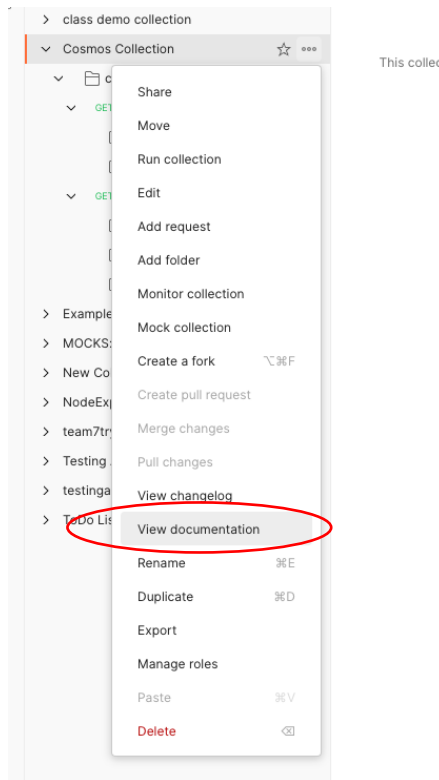 class demo collection
Cosmos Collection
This collec
c
Share
Move
GET
Run collection
Edit
GET
Add request
Add folder
Monitor collection
Example
Mock collection
MOCKS:
Create a fork ⌥⌘F
New Co
Create pull request
NodeExp
Merge changes
team7try
Pull changes
Testing
View changelog
testinga
View documentation
ToDo Lis
Rename ⌘E
Duplicate ⌘D
Export
Manage roles
Paste ⌘V
Delete ⌫